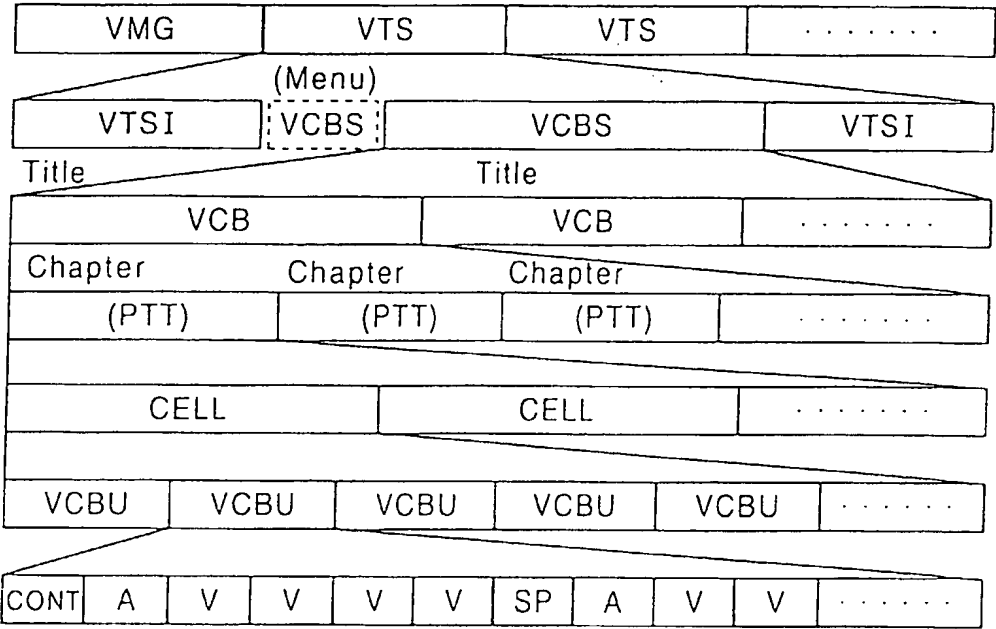 VMG VTS VTS .......
(Menu)
VTSI VCBS VCBS VTSI
Title Title
VCB VCB .......
Chapter Chapter Chapter
(PTT) (PTT) (PTT) .......
CELL CELL .......
VCBU VCBU VCBU VCBU VCBU ......
CONT A V V V V SP A V V ......